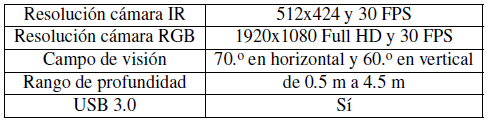 Resolución cámara IR 512x424 y 30 FPS
Resolución cámara RGB 1920x1080 Full HD y 30 FPS
Campo de visión 70.º en horizontal y 60.º en vertical
Rango de profundidad de 0.5 m a 4.5 m
USB 3.0 Sí